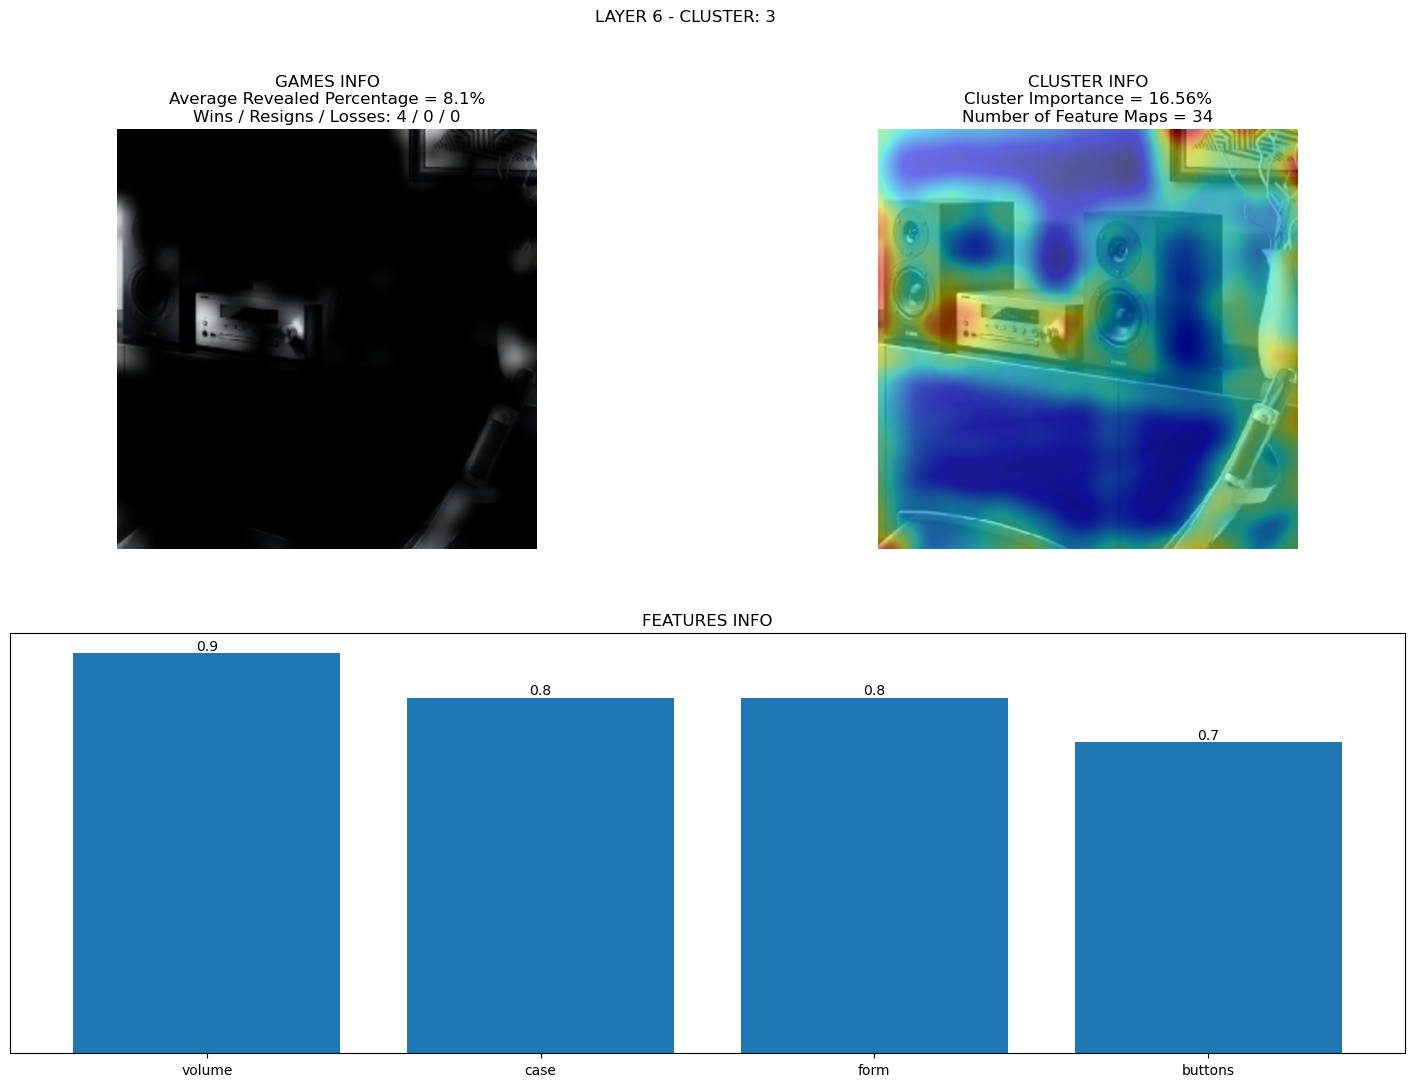 LAYER 6 - CLUSTER: 3
GAMES INFO
Average Revealed Percentage = 8.1%
Wins / Resigns / Losses: 4 / 0 / 0
CLUSTER INFO
Cluster Importance = 16.56%
Number of Feature Maps = 34
FEATURES INFO
0.9
0.8
0.8
0.7
volume
case
form
buttons